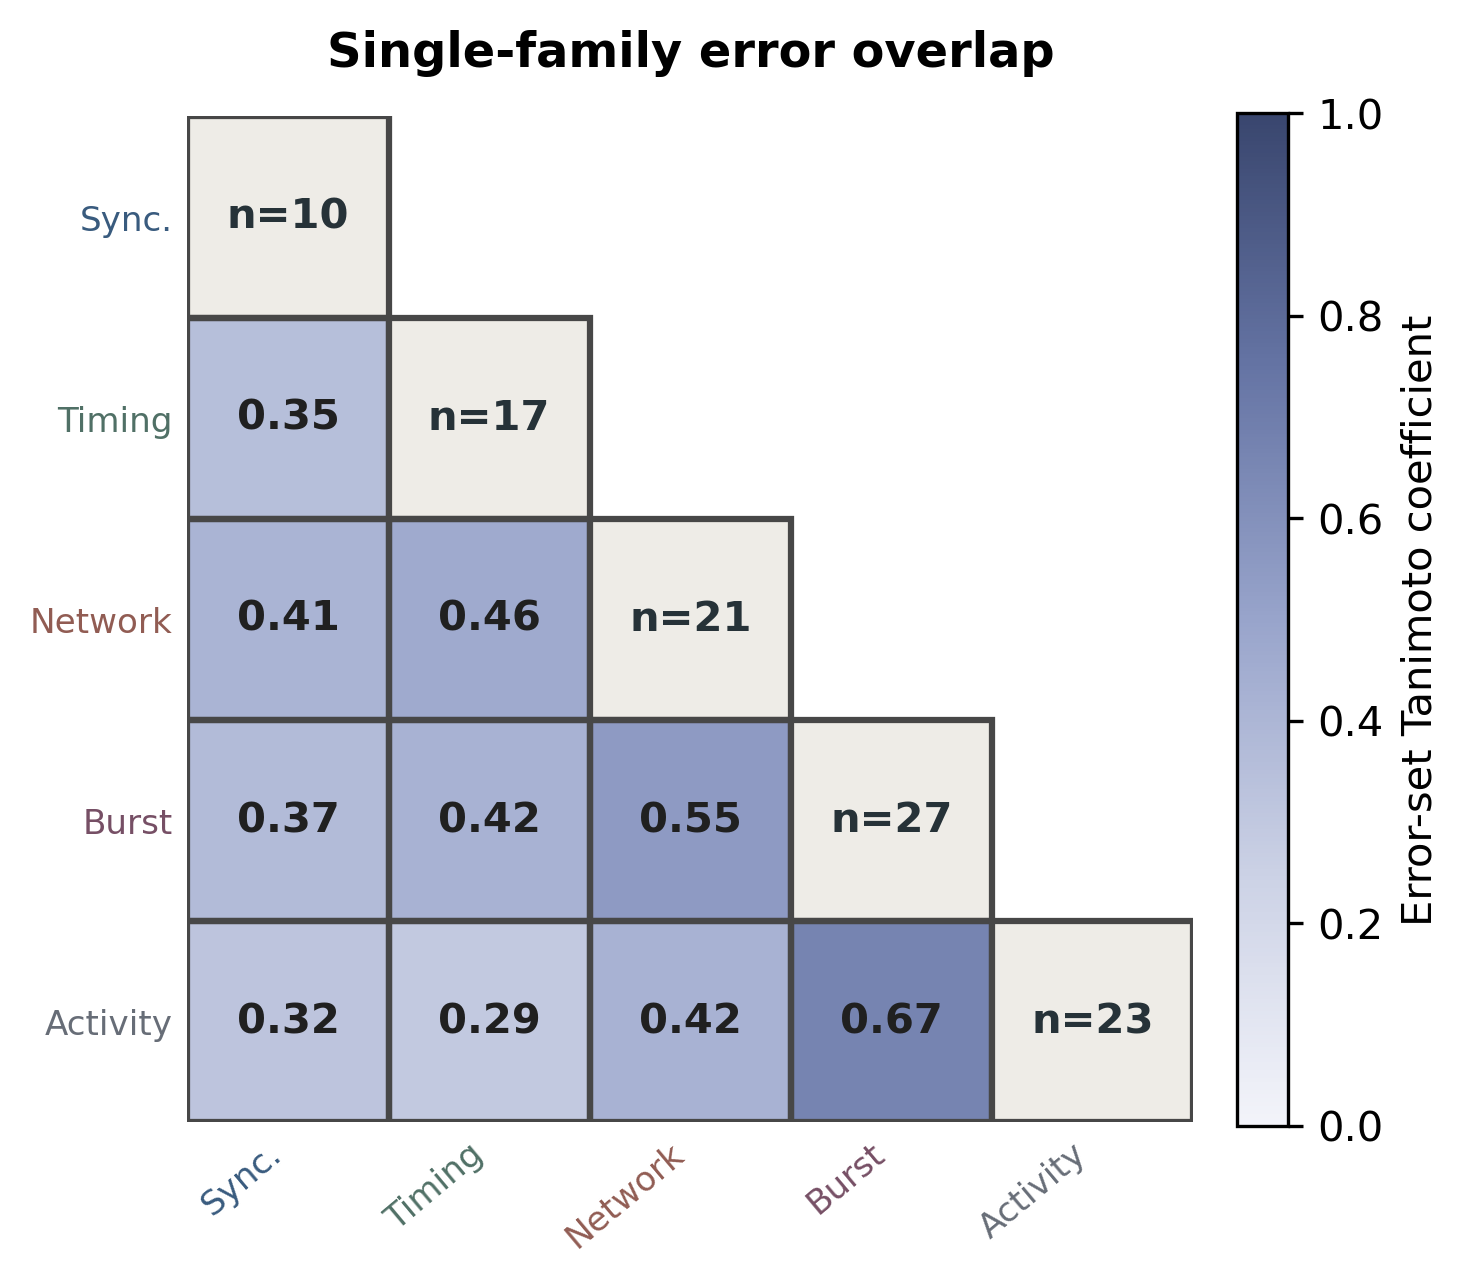 Single-family error overlap
Sync.
n=10
Timing
0.35
n=17
Network
0.41
0.46
n=21
Burst
0.37
0.42
0.55
n=27
Activity
0.32
0.29
0.42
0.67
n=23
Sync.
Timing
Network
Burst
Activity
1.0
0.8
0.6
0.4
0.2
0.0
Error-set Tanimoto coefficient